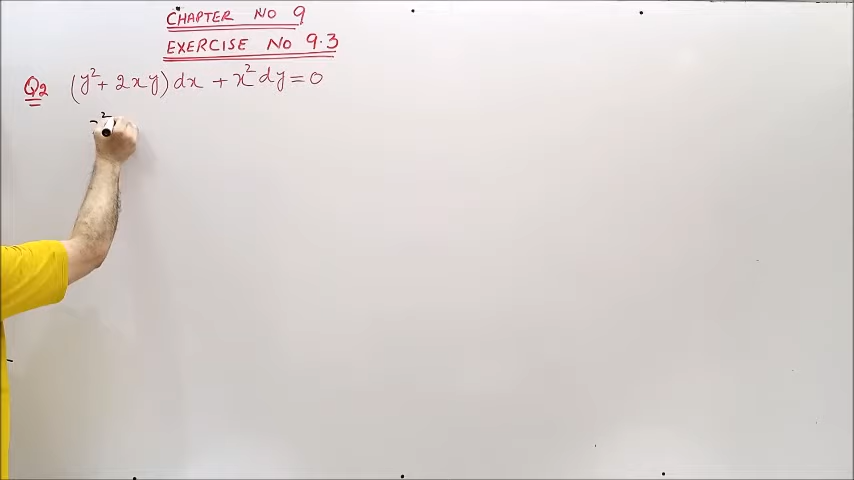 CHAPTER NO 9
EXERCISE NO 9.3
Q2 (y² + 2xy)dx + x²dy = 0